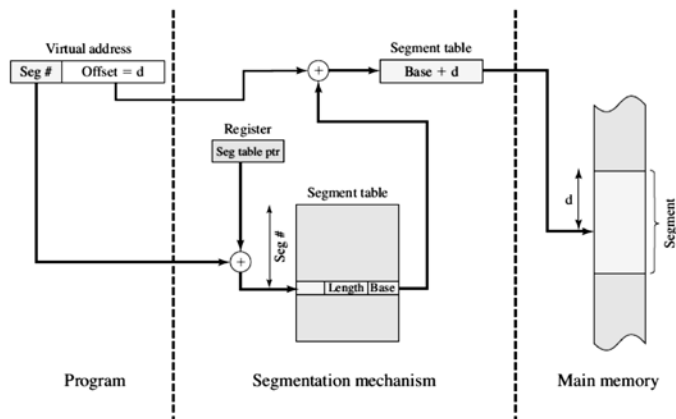 Virtual address
Seg # Offset = d
Segment table
Base + d
Register
Seg table ptr
Segment table
Seg #
Length Base
d
Segment
Program
Segmentation mechanism
Main memory